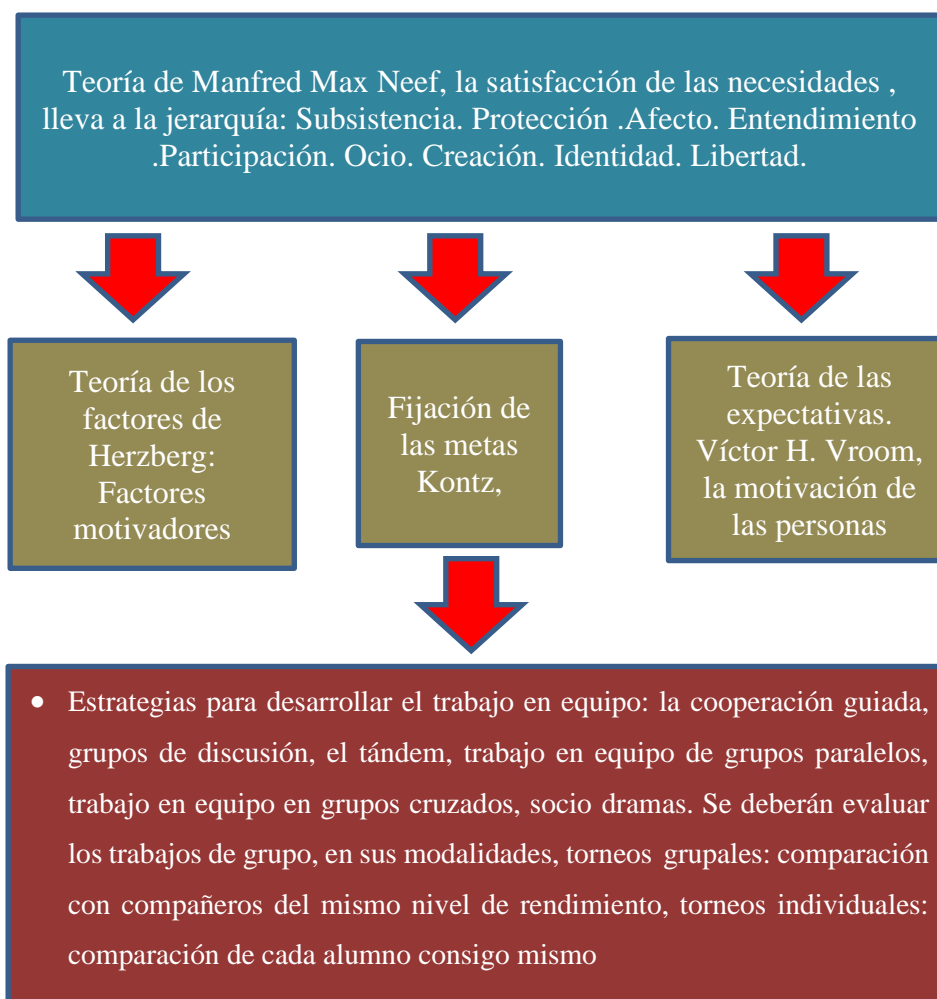 Teoría de Manfred Max Neef, la satisfacción de las necesidades ,
lleva a la jerarquía: Subsistencia. Protección .Afecto. Entendimiento
.Participación. Ocio. Creación. Identidad. Libertad.
Teoría de los
factores de
Herzberg:
Factores
motivadores
Fijación de
las metas
Kontz,
Teoría de las
expectativas.
Víctor H. Vroom,
la motivación de
las personas
• Estrategias para desarrollar el trabajo en equipo: la cooperación guiada,
grupos de discusión, el tándem, trabajo en equipo de grupos paralelos,
trabajo en equipo en grupos cruzados, socio dramas. Se deberán evaluar
los trabajos de grupo, en sus modalidades, torneos grupales: comparación
con compañeros del mismo nivel de rendimiento, torneos individuales:
comparación de cada alumno consigo mismo